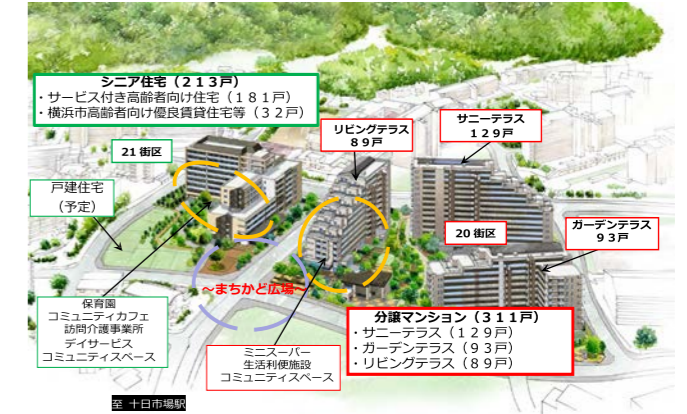 シニア住宅（２１３戸）
・サービス付き高齢者向け住宅（１８１戸）
・横浜市高齢者向け優良賃貸住宅等（３２戸）
リビングテラス
８９戸
サニーテラス
１２９戸
21 街区
戸建住宅
（予定）
20 街区
ガーデンテラス
９３戸
～まちかど広場～
保育園
コミュニティカフェ
訪問介護事業所
デイサービス
コミュニティスペース
ミニスーパー
生活利便施設
コミュニティスペース
分譲マンション（３１１戸）
・サニーテラス（１２９戸）
・ガーデンテラス（９３戸）
・リビングテラス（８９戸）
至 十日市場駅